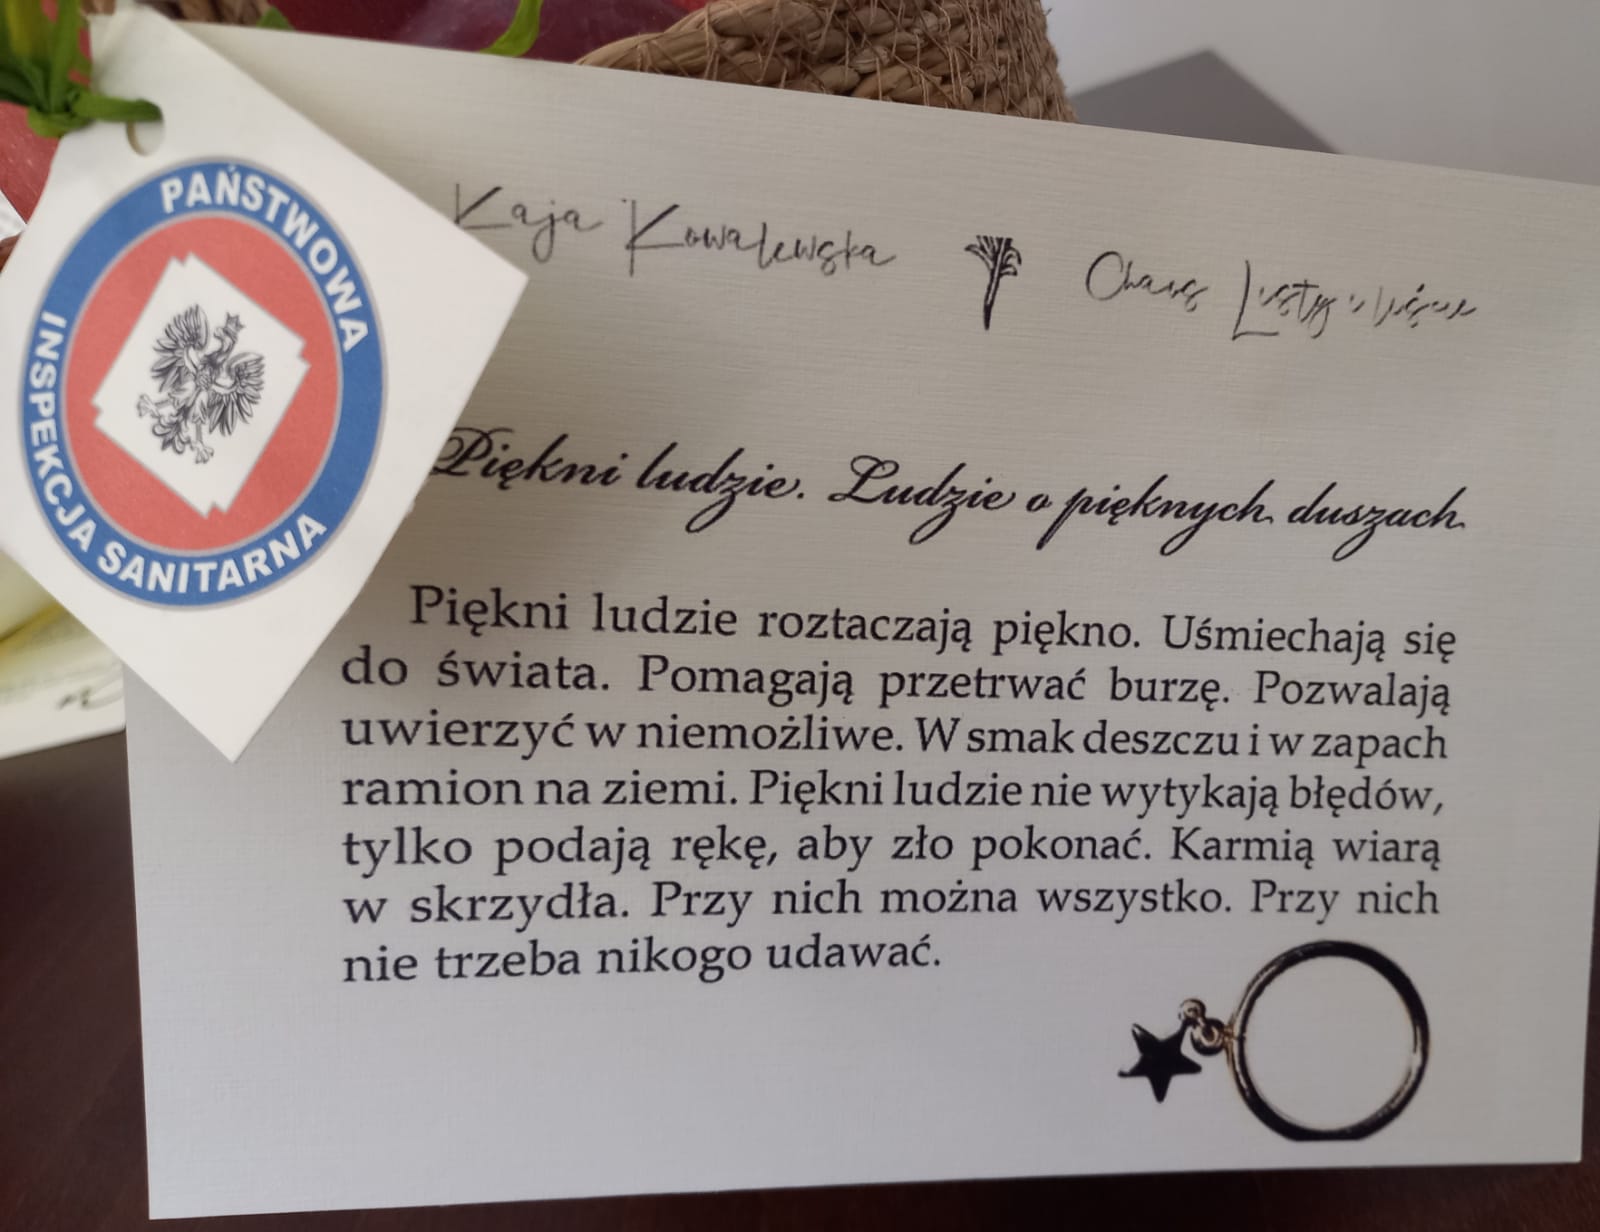 PAŃSTWOWA
INSPEKCJA SANITARNA
Kaja Kowalewska
Piękni ludzie. Ludzie o pięknych duszach.
Piękni ludzie roztaczają piękno. Uśmiechają się
do świata. Pomagają przetrwać burzę. Pozwalają
uwierzyć w niemożliwe. W smak deszczu i w zapach
ramion na ziemi. Piękni ludzie nie wytykają błędów,
tylko podają rękę, aby zło pokonać. Karmią wiarą
w skrzydła. Przy nich można wszystko. Przy nich
nie trzeba nikogo udawać.